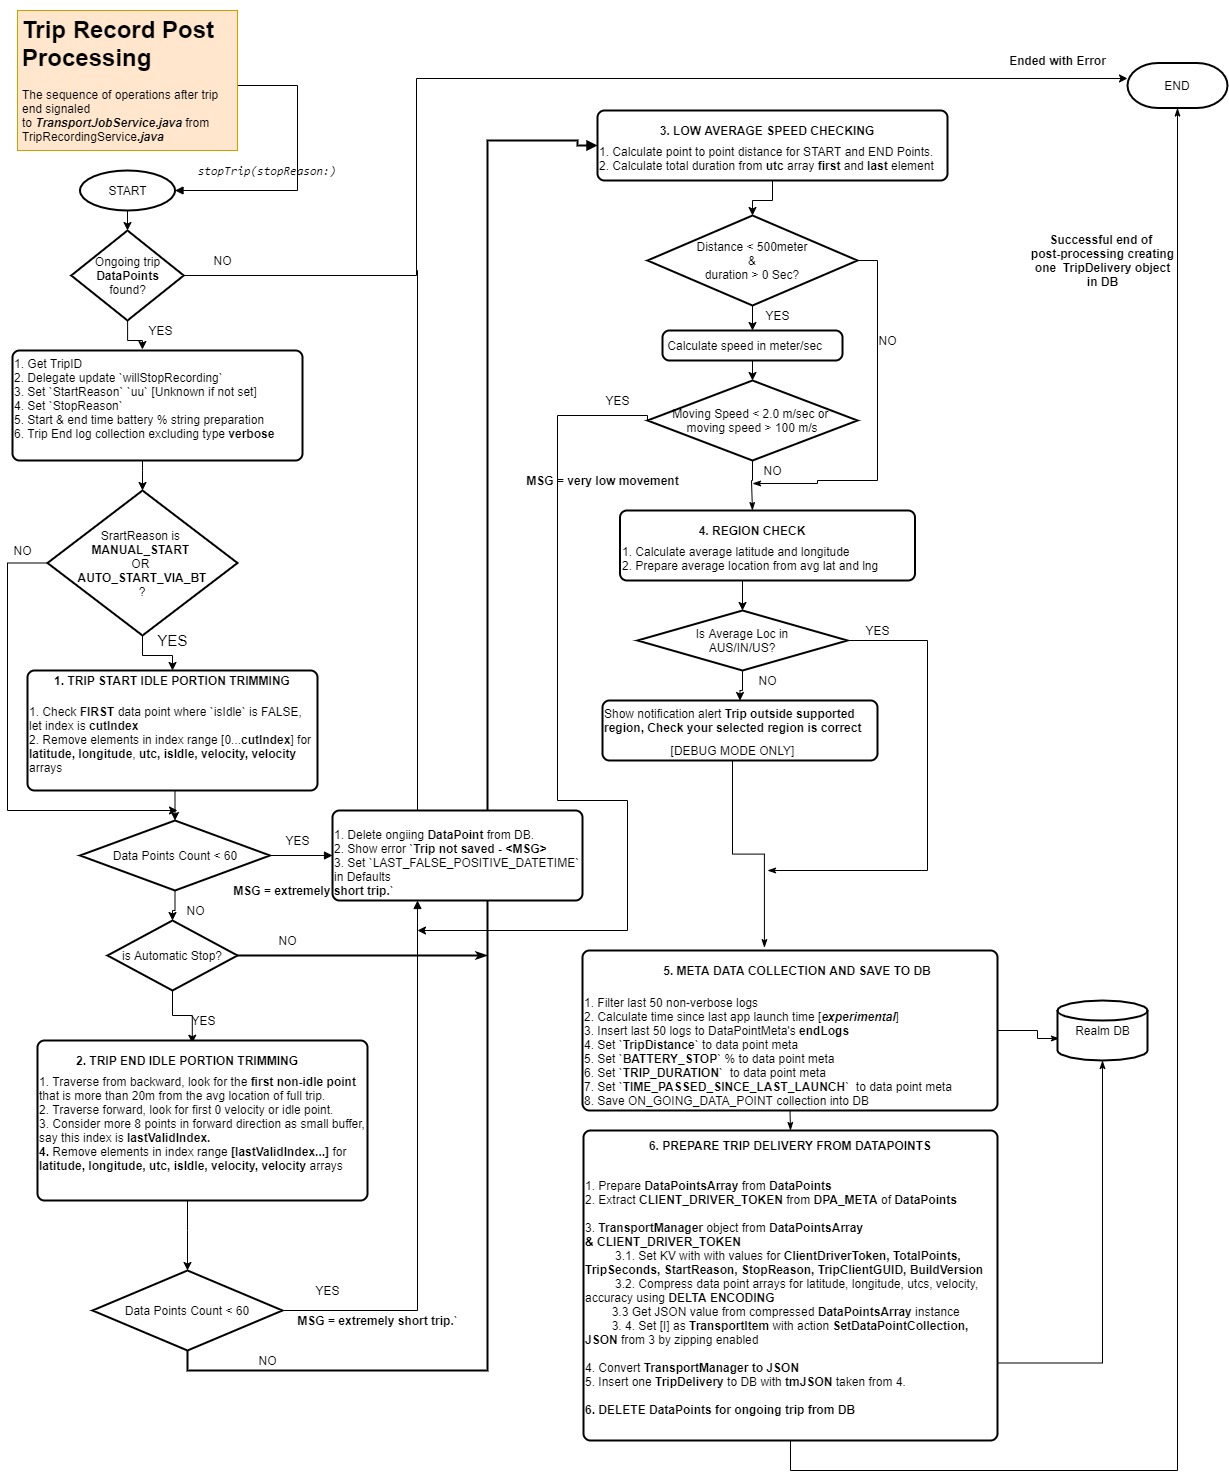 Trip Record Post
Processing
The sequence of operations after trip
end signaled
to TransportJobService.java from
TripRecordingService.java
stopTrip(stopReason:)
START
Ongoing trip
DataPoints
found?
NO
YES
1. Get TripID
2. Delegate update `willStopRecording`
3. Set `StartReason` `uu` [Unknown if not set]
4. Set `StopReason`
5. Start & end time battery % string preparation
6. Trip End log collection excluding type verbose
SrartReason is
MANUAL_START
OR
AUTO_START_VIA_BT
?
NO
YES
1. TRIP START IDLE PORTION TRIMMING
1. Check FIRST data point where `isIdle` is FALSE,
let index is cutIndex
2. Remove elements in index range [0...cutIndex] for
latitude, longitude, utc, isIdle, velocity, velocity
arrays
Data Points Count < 60
YES
MSG = extremely short trip.`
1. Delete ongiing DataPoint from DB.
2. Show error `Trip not saved - <MSG>
3. Set `LAST_FALSE_POSITIVE_DATETIME`
in Defaults
NO
is Automatic Stop?
NO
YES
2. TRIP END IDLE PORTION TRIMMING
1. Traverse from backward, look for the first non-idle point
that is more than 20m from the avg location of full trip.
2. Traverse forward, look for first 0 velocity or idle point.
3. Consider more 8 points in forward direction as small buffer,
say this index is lastValidIndex.
4. Remove elements in index range [lastValidIndex...] for
latitude, longitude, utc, isIdle, velocity, velocity arrays
Data Points Count < 60
YES
MSG = extremely short trip.`
NO
Ended with Error
END
3. LOW AVERAGE SPEED CHECKING
1. Calculate point to point distance for START and END Points.
2. Calculate total duration from utc array first and last element
Distance < 500meter
&
duration > 0 Sec?
YES
NO
Calculate speed in meter/sec
Moving Speed < 2.0 m/sec or
moving speed > 100 m/s
YES
NO
MSG = very low movement
4. REGION CHECK
1. Calculate average latitude and longitude
2. Prepare average location from avg lat and lng
Is Average Loc in
AUS/IN/US?
YES
NO
Show notification alert Trip outside supported
region, Check your selected region is correct
[DEBUG MODE ONLY]
5. META DATA COLLECTION AND SAVE TO DB
1. Filter last 50 non-verbose logs
2. Calculate time since last app launch time [experimental]
3. Insert last 50 logs to DataPointMeta's endLogs
4. Set `TripDistance` to data point meta
5. Set `BATTERY_STOP` % to data point meta
6. Set `TRIP_DURATION` to data point meta
7. Set `TIME_PASSED_SINCE_LAST_LAUNCH` to data point meta
8. Save ON_GOING_DATA_POINT collection into DB
Realm DB
6. PREPARE TRIP DELIVERY FROM DATAPOINTS
1. Prepare DataPointsArray from DataPoints
2. Extract CLIENT_DRIVER_TOKEN from DPA_META of DataPoints
3. TransportManager object from DataPointsArray
& CLIENT_DRIVER_TOKEN
3.1. Set KV with with values for ClientDriverToken, TotalPoints,
TripSeconds, StartReason, StopReason, TripClientGUID, BuildVersion
3.2. Compress data point arrays for latitude, longitude, utcs, velocity,
accuracy using DELTA ENCODING
3.3 Get JSON value from compressed DataPointsArray instance
3. 4. Set [I] as TransportItem with action SetDataPointCollection,
JSON from 3 by zipping enabled
4. Convert TransportManager to JSON
5. Insert one TripDelivery to DB with tmJSON taken from 4.
6. DELETE DataPoints for ongoing trip from DB
Successful end of
post-processing creating
one TripDelivery object
in DB